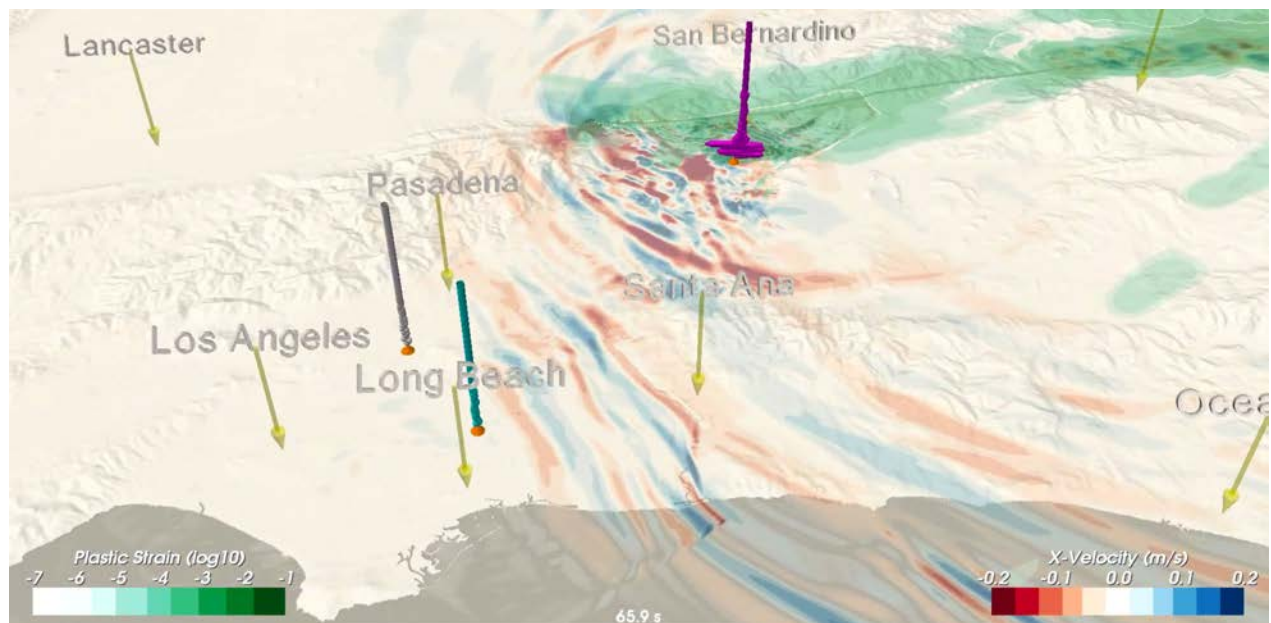 Lancaster
San Bernardino
Pasadena
Santa Ana
Los Angeles
Long Beach
Ocea
Plastic Strain (log10)
-7 -6 -5 -4 -3 -2 -1
X-Velocity (m/s)
-0.2 -0.1 0.0 0.1 0.2
65.9 s